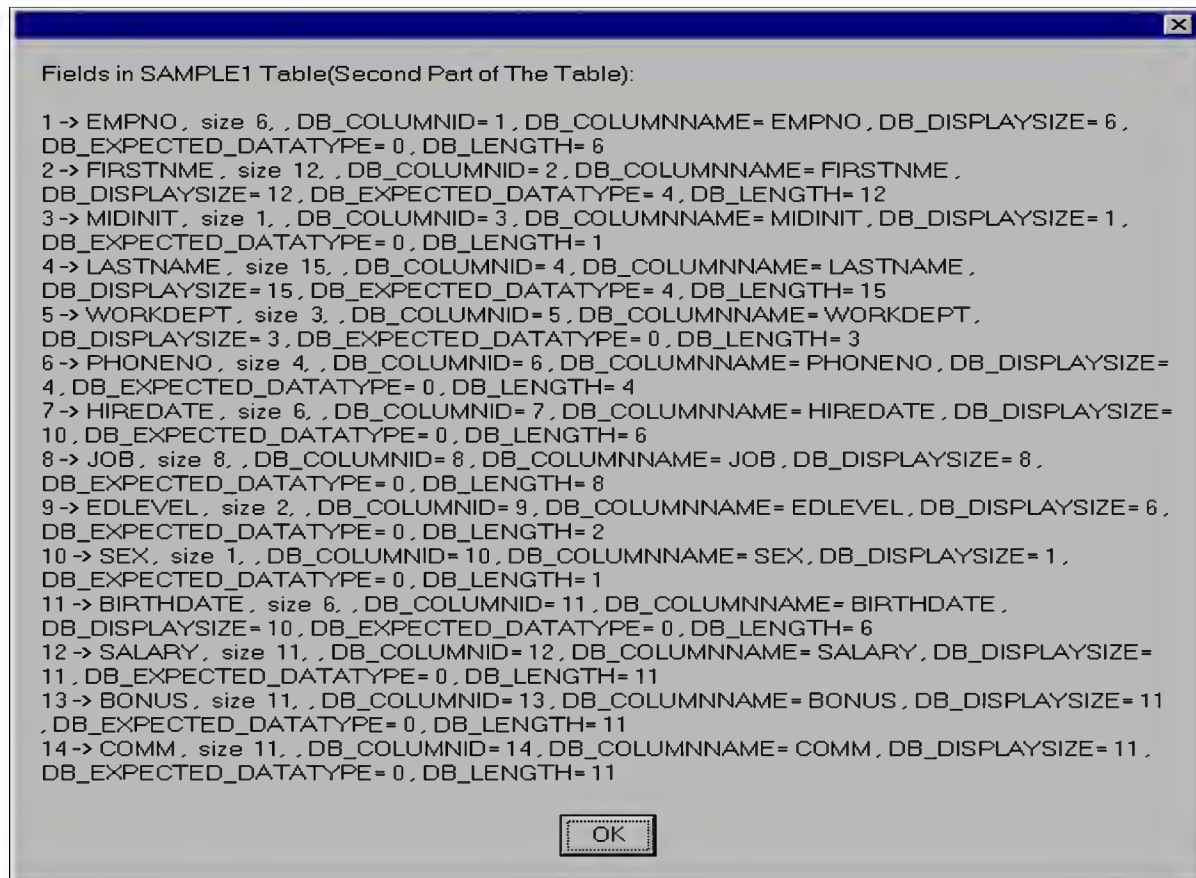 Fields in SAMPLE1 Table(Second Part of The Table):
1-> EMPNO, size 6, ,DB_COLUMNID=1,DB_COLUMNNAME=EMPNO,DB_DISPLAYSIZE=6,
DB_EXPECTED_DATATYPE=0,DB_LENGTH=6
2-> FIRSTNME, size 12, ,DB_COLUMNID=2,DB_COLUMNNAME=FIRSTNME,
DB_DISPLAYSIZE=12,DB_EXPECTED_DATATYPE=4,DB_LENGTH=12
3-> MIDINIT, size 1, ,DB_COLUMNID=3,DB_COLUMNNAME=MIDINIT,DB_DISPLAYSIZE=1,
DB_EXPECTED_DATATYPE=0,DB_LENGTH=1
4-> LASTNAME, size 15, ,DB_COLUMNID=4,DB_COLUMNNAME=LASTNAME,
DB_DISPLAYSIZE=15,DB_EXPECTED_DATATYPE=4,DB_LENGTH=15
5-> WORKDEPT, size 3, ,DB_COLUMNID=5,DB_COLUMNNAME=WORKDEPT,
DB_DISPLAYSIZE=3,DB_EXPECTED_DATATYPE=0,DB_LENGTH=3
6-> PHONENO, size 4, ,DB_COLUMNID=6,DB_COLUMNNAME=PHONENO,DB_DISPLAYSIZE=
4,DB_EXPECTED_DATATYPE=0,DB_LENGTH=4
7-> HIREDATE, size 6, ,DB_COLUMNID=7,DB_COLUMNNAME=HIREDATE,DB_DISPLAYSIZE=
10,DB_EXPECTED_DATATYPE=0,DB_LENGTH=6
8-> JOB, size 8, ,DB_COLUMNID=8,DB_COLUMNNAME=JOB,DB_DISPLAYSIZE=8,
DB_EXPECTED_DATATYPE=0,DB_LENGTH=8
9-> EDLEVEL, size 2, ,DB_COLUMNID=9,DB_COLUMNNAME=EDLEVEL,DB_DISPLAYSIZE=6,
DB_EXPECTED_DATATYPE=0,DB_LENGTH=2
10-> SEX, size 1, ,DB_COLUMNID=10,DB_COLUMNNAME=SEX,DB_DISPLAYSIZE=1,
DB_EXPECTED_DATATYPE=0,DB_LENGTH=1
11-> BIRTHDATE, size 6, ,DB_COLUMNID=11,DB_COLUMNNAME=BIRTHDATE,
DB_DISPLAYSIZE=10,DB_EXPECTED_DATATYPE=0,DB_LENGTH=6
12-> SALARY, size 11, ,DB_COLUMNID=12,DB_COLUMNNAME=SALARY,DB_DISPLAYSIZE=
11,DB_EXPECTED_DATATYPE=0,DB_LENGTH=11
13-> BONUS, size 11, ,DB_COLUMNID=13,DB_COLUMNNAME=BONUS,DB_DISPLAYSIZE=11
,DB_EXPECTED_DATATYPE=0,DB_LENGTH=11
14-> COMM, size 11, ,DB_COLUMNID=14,DB_COLUMNNAME=COMM,DB_DISPLAYSIZE=11,
DB_EXPECTED_DATATYPE=0,DB_LENGTH=11
OK